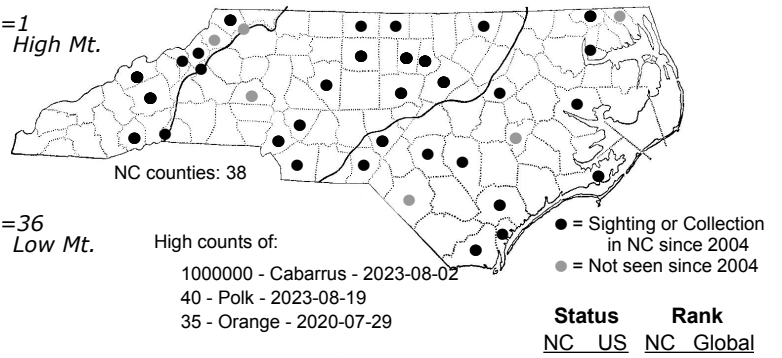 =1
High Mt.
NC counties: 38
=36
Low Mt.
High counts of:
1000000 - Cabarrus - 2023-08-02
40 - Polk - 2023-08-19
35 - Orange - 2020-07-29
= Sighting or Collection
in NC since 2004
= Not seen since 2004
Status Rank
NC US NC Global